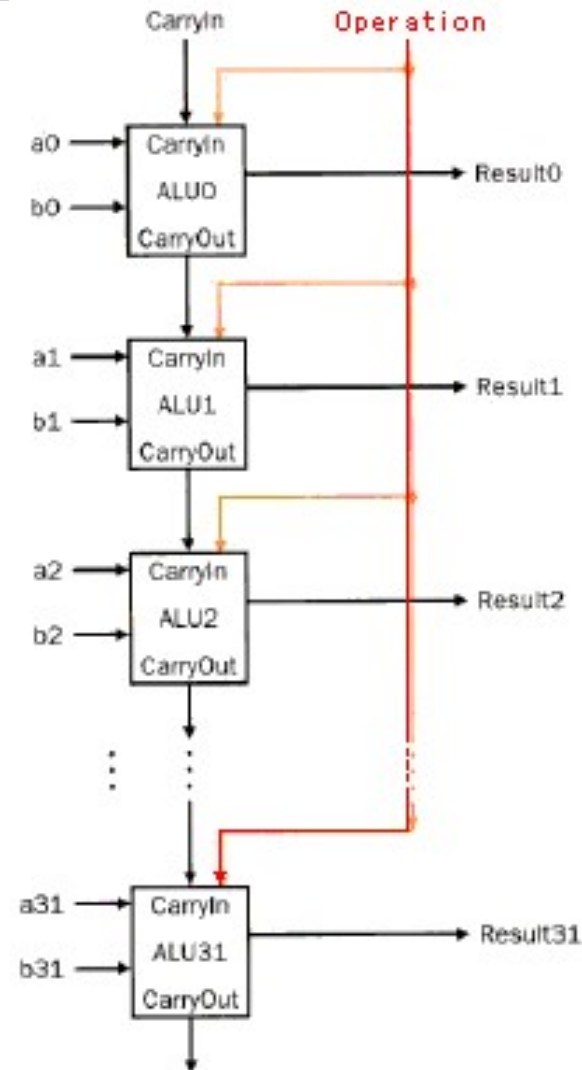 CarryIn
Operation
a0
b0
CarryIn
ALU0
CarryOut
Result0
a1
b1
CarryIn
ALU1
CarryOut
Result1
a2
b2
CarryIn
ALU2
CarryOut
Result2
a31
b31
CarryIn
ALU31
CarryOut
Result31